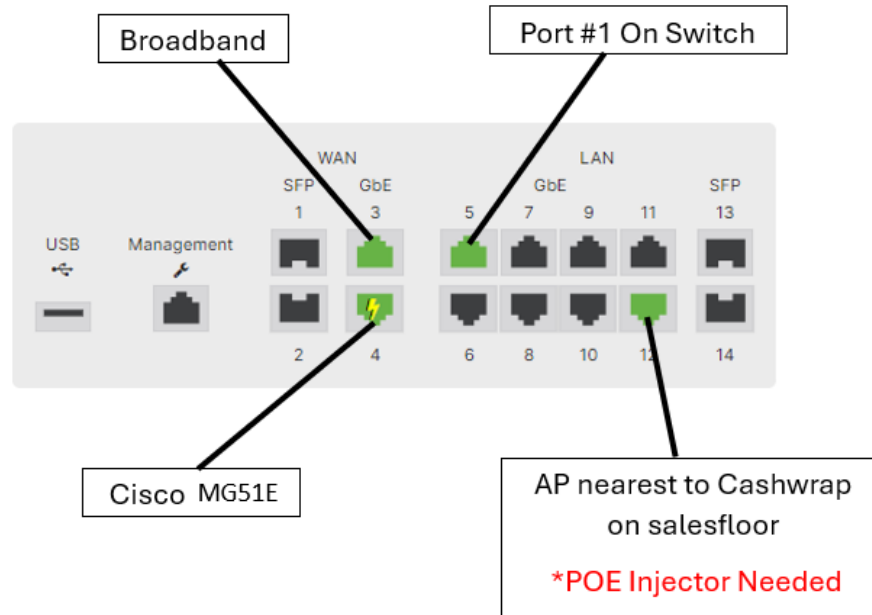 Broadband
Port #1 On Switch
WAN
LAN
SFP
GbE
GbE
SFP
1
3
5
7
9
11
13
USB
Management
2
4
6
8
10
12
14
Cisco MG51E
AP nearest to Cashwrap
on salesfloor
*POE Injector Needed